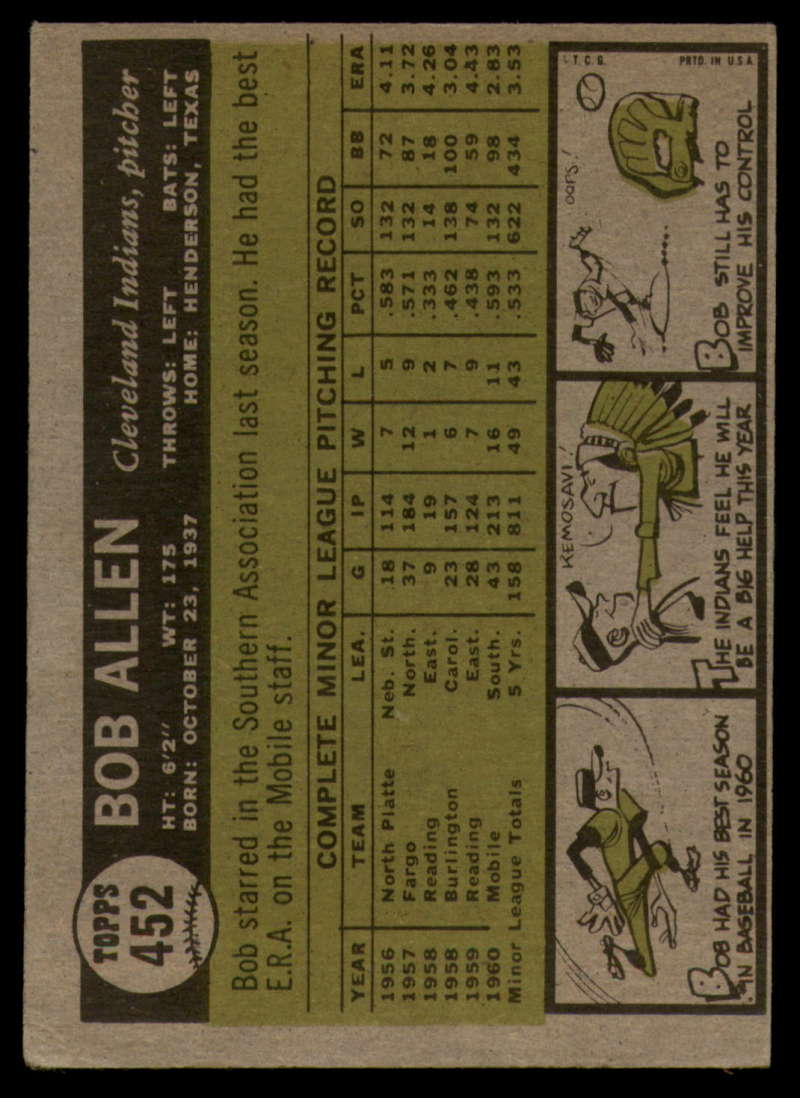 TOPPS
452
BOB ALLEN Cleveland Indians, pitcher
HT: 6'2" WT: 175 THROWS: LEFT BATS: LEFT
BORN: OCTOBER 23, 1937 HOME: HENDERSON, TEXAS
Bob starred in the Southern Association last season. He had the best
E.R.A. on the Mobile staff.
COMPLETE MINOR LEAGUE PITCHING RECORD
YEAR TEAM LEA. G IP W L PCT SO BB ERA
1956 North Platte Neb. St. 18 114 7 5 .583 132 72 4.11
1957 Fargo North. 37 184 12 9 .571 132 87 3.72
1958 Reading East. 9 19 1 2 .333 14 18 4.26
1958 Burlington Carol. 23 157 6 7 .462 138 100 3.04
1959 Reading East. 28 124 7 9 .438 74 59 4.43
1960 Mobile South. 43 213 16 11 .593 132 98 2.83
Minor League Totals 5 Yrs. 158 811 49 43 .533 622 434 3.53
BOB HAD HIS BEST SEASON
IN BASEBALL IN 1960
KEMOSAVI!
THE INDIANS FEEL HE WILL
BE A BIG HELP THIS YEAR
T.C.G. PRTD. IN U.S.A.
OOPS!
BOB STILL HAS TO
IMPROVE HIS CONTROL